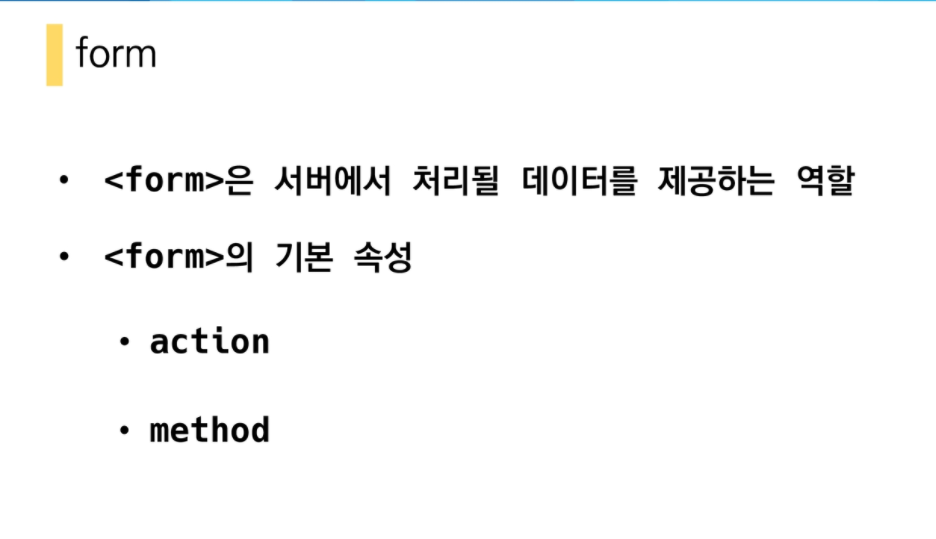 form
• <form>은 서버에서 처리될 데이터를 제공하는 역할
• <form>의 기본 속성
• action
• method